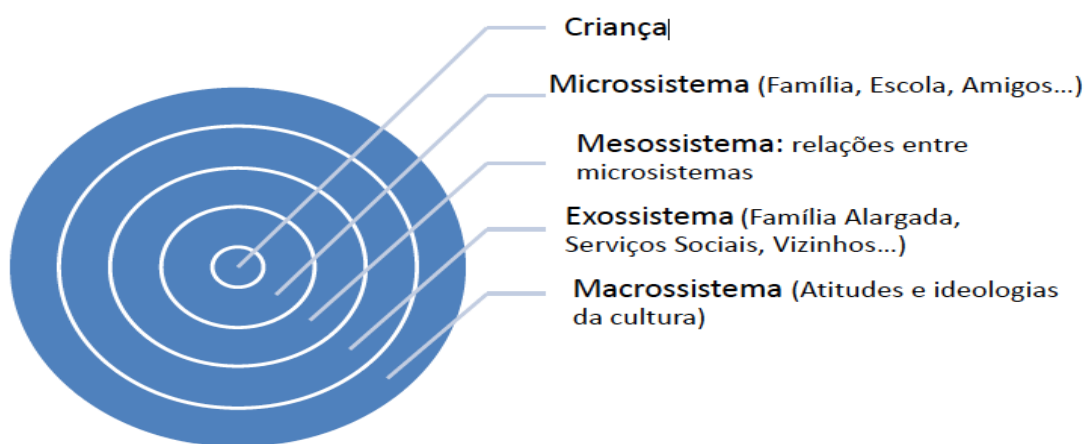 Criança
Microssistema (Família, Escola, Amigos...)
Mesossistema: relações entre
microsistemas
Exossistema (Família Alargada,
Serviços Sociais, Vizinhos...)
Macrossistema (Atitudes e ideologias
da cultura)